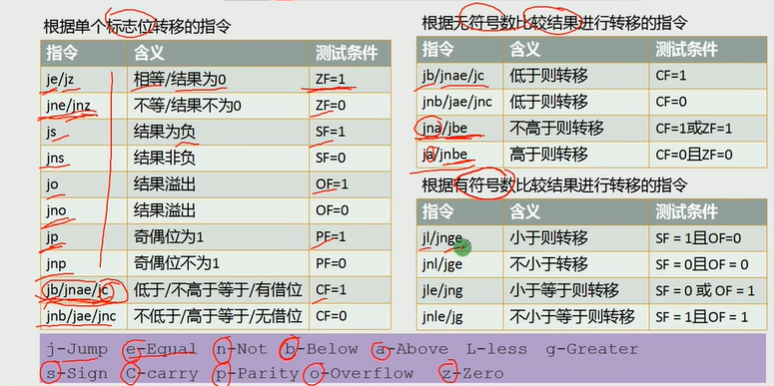 根据单个标志位转移的指令
指令 含义 测试条件
je/jz 相等/结果为0 ZF=1
jne/jnz 不等/结果不为0 ZF=0
js 结果为负 SF=1
jns 结果非负 SF=0
jo 结果溢出 OF=1
jno 结果溢出 OF=0
jp 奇偶位为1 PF=1
jnp 奇偶位不为1 PF=0
jb/jnae/jc 低于/不高于等于/有借位 CF=1
jnb/jae/jnc 不低于/高于等于/无借位 CF=0
根据无符号数比较结果进行转移的指令
指令 含义 测试条件
jb/jnae/jc 低于则转移 CF=1
jnb/jae/jnc 低于则转移 CF=0
jna/jbe 不高于则转移 CF=1或ZF=1
ja/jnbe 高于则转移 CF=0且ZF=0
根据有符号数比较结果进行转移的指令
指令 含义 测试条件
jl/jnge 小于则转移 SF = 1且OF=0
jnl/jge 不小于转移 SF = 0且OF = 0
jle/jng 小于等于则转移 SF = 0 或 OF = 1
jnle/jg 不小于等于则转移 SF = 1且OF = 1
j-Jump e-Equal n-Not b-Below a-Above L-less g-Greater
s-Sign C-carry p-Parity o-Overflow z-Zero